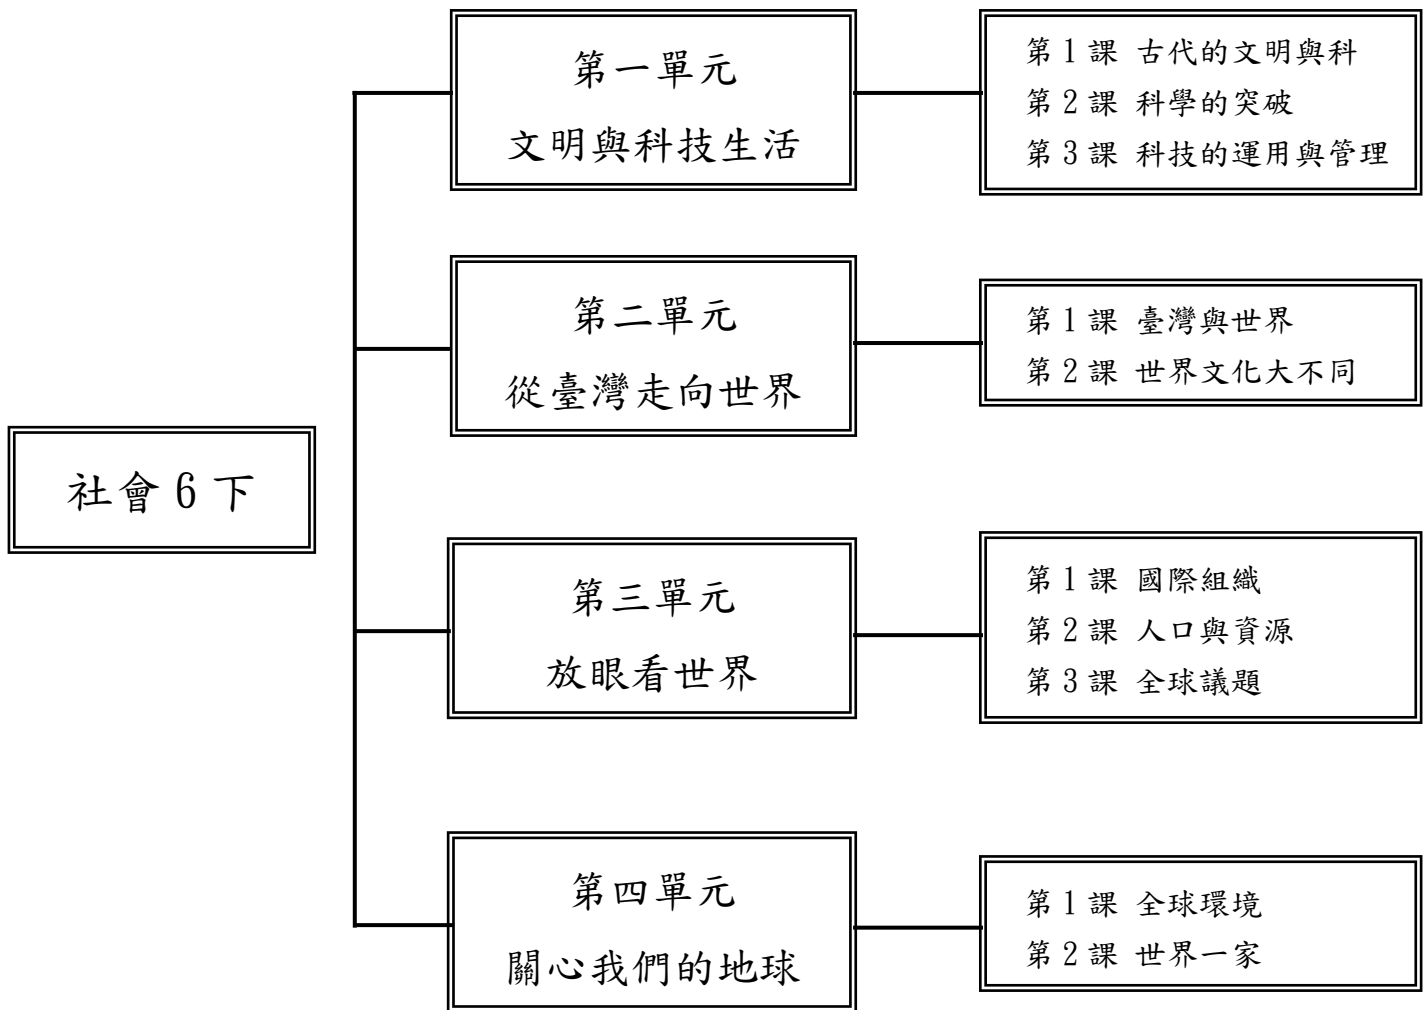 社會 6 下
第一單元
文明與科技生活
第 1 課 古代的文明與科
第 2 課 科學的突破
第 3 課 科技的運用與管理
第二單元
從臺灣走向世界
第 1 課 臺灣與世界
第 2 課 世界文化大不同
第三單元
放眼看世界
第 1 課 國際組織
第 2 課 人口與資源
第 3 課 全球議題
第四單元
關心我們的地球
第 1 課 全球環境
第 2 課 世界一家